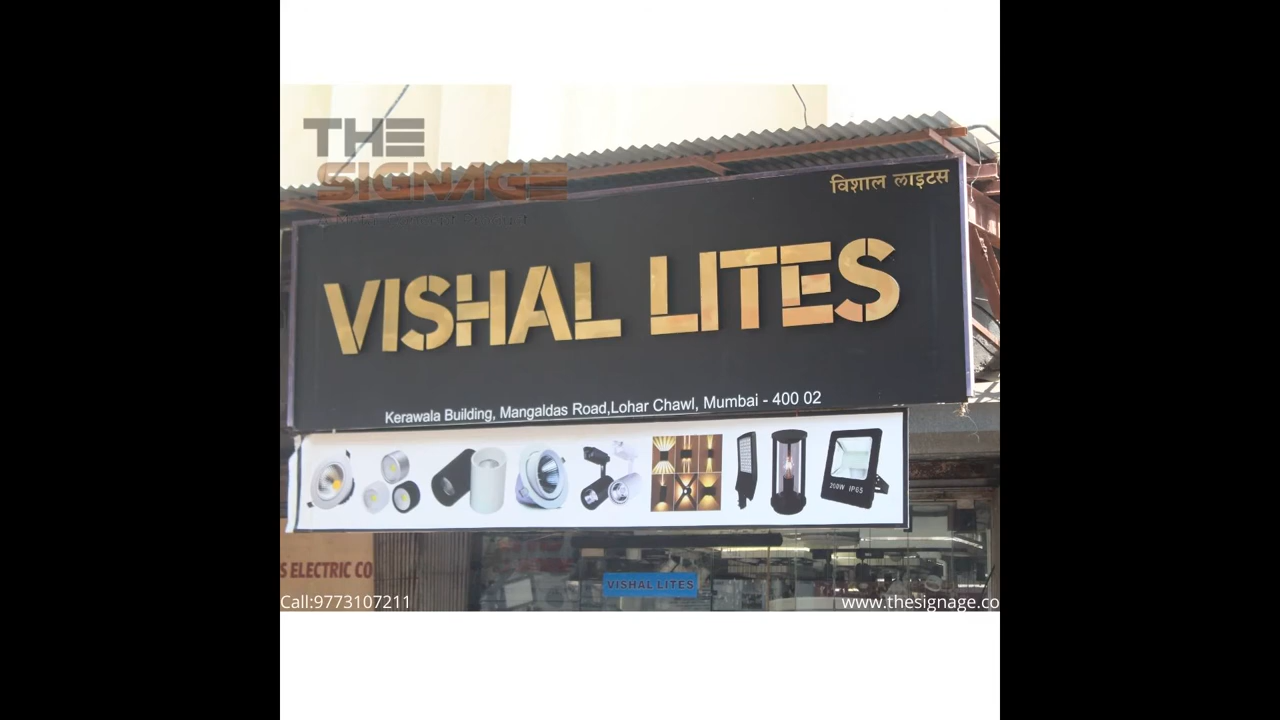 THE
SIGNAGE
विशाल लाइटस
VISHAL LITES
Kerawala Building, Mangaldas Road,Lohar Chawl, Mumbai - 400 02
200W IP65
S ELECTRIC CO
VISHAL LITES
Call:9773107211
www.thesignage.co